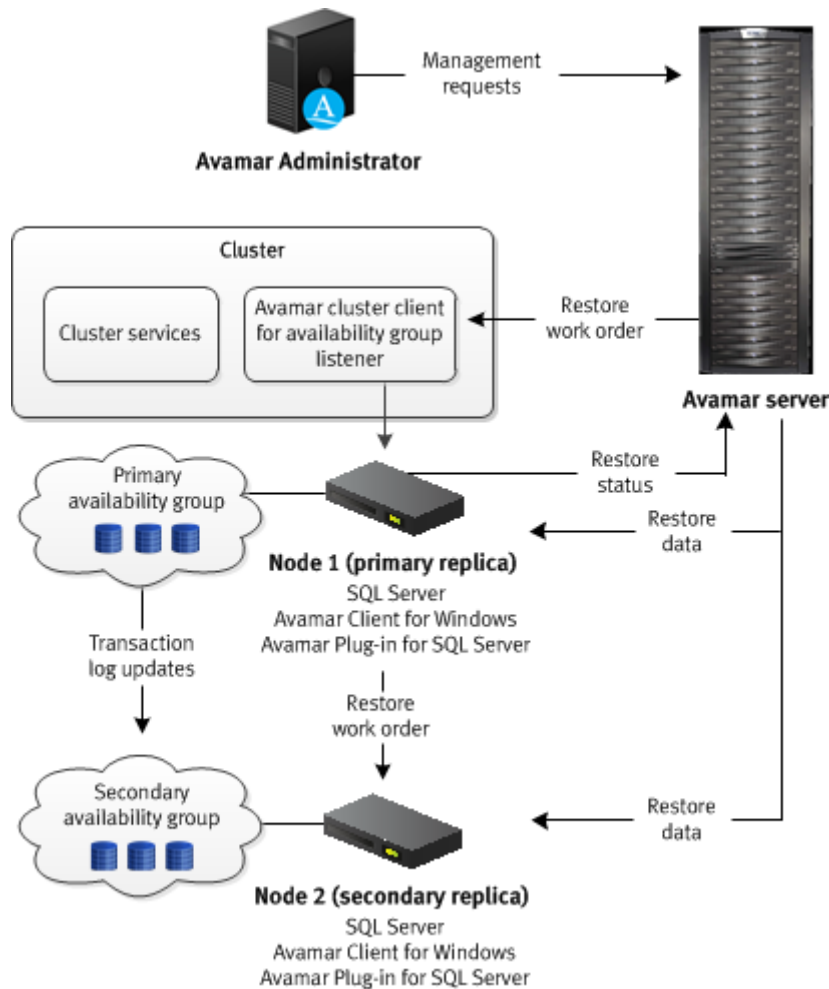 Management
requests
Avamar Administrator
Cluster
Cluster services
Avamar cluster client
for availability group
listener
Restore
work order
Avamar server
Primary
availability group
Restore
status
Restore
data
Node 1 (primary replica)
SQL Server
Avamar Client for Windows
Avamar Plug-in for SQL Server
Transaction
log updates
Restore
work order
Secondary
availability group
Restore
data
Node 2 (secondary replica)
SQL Server
Avamar Client for Windows
Avamar Plug-in for SQL Server